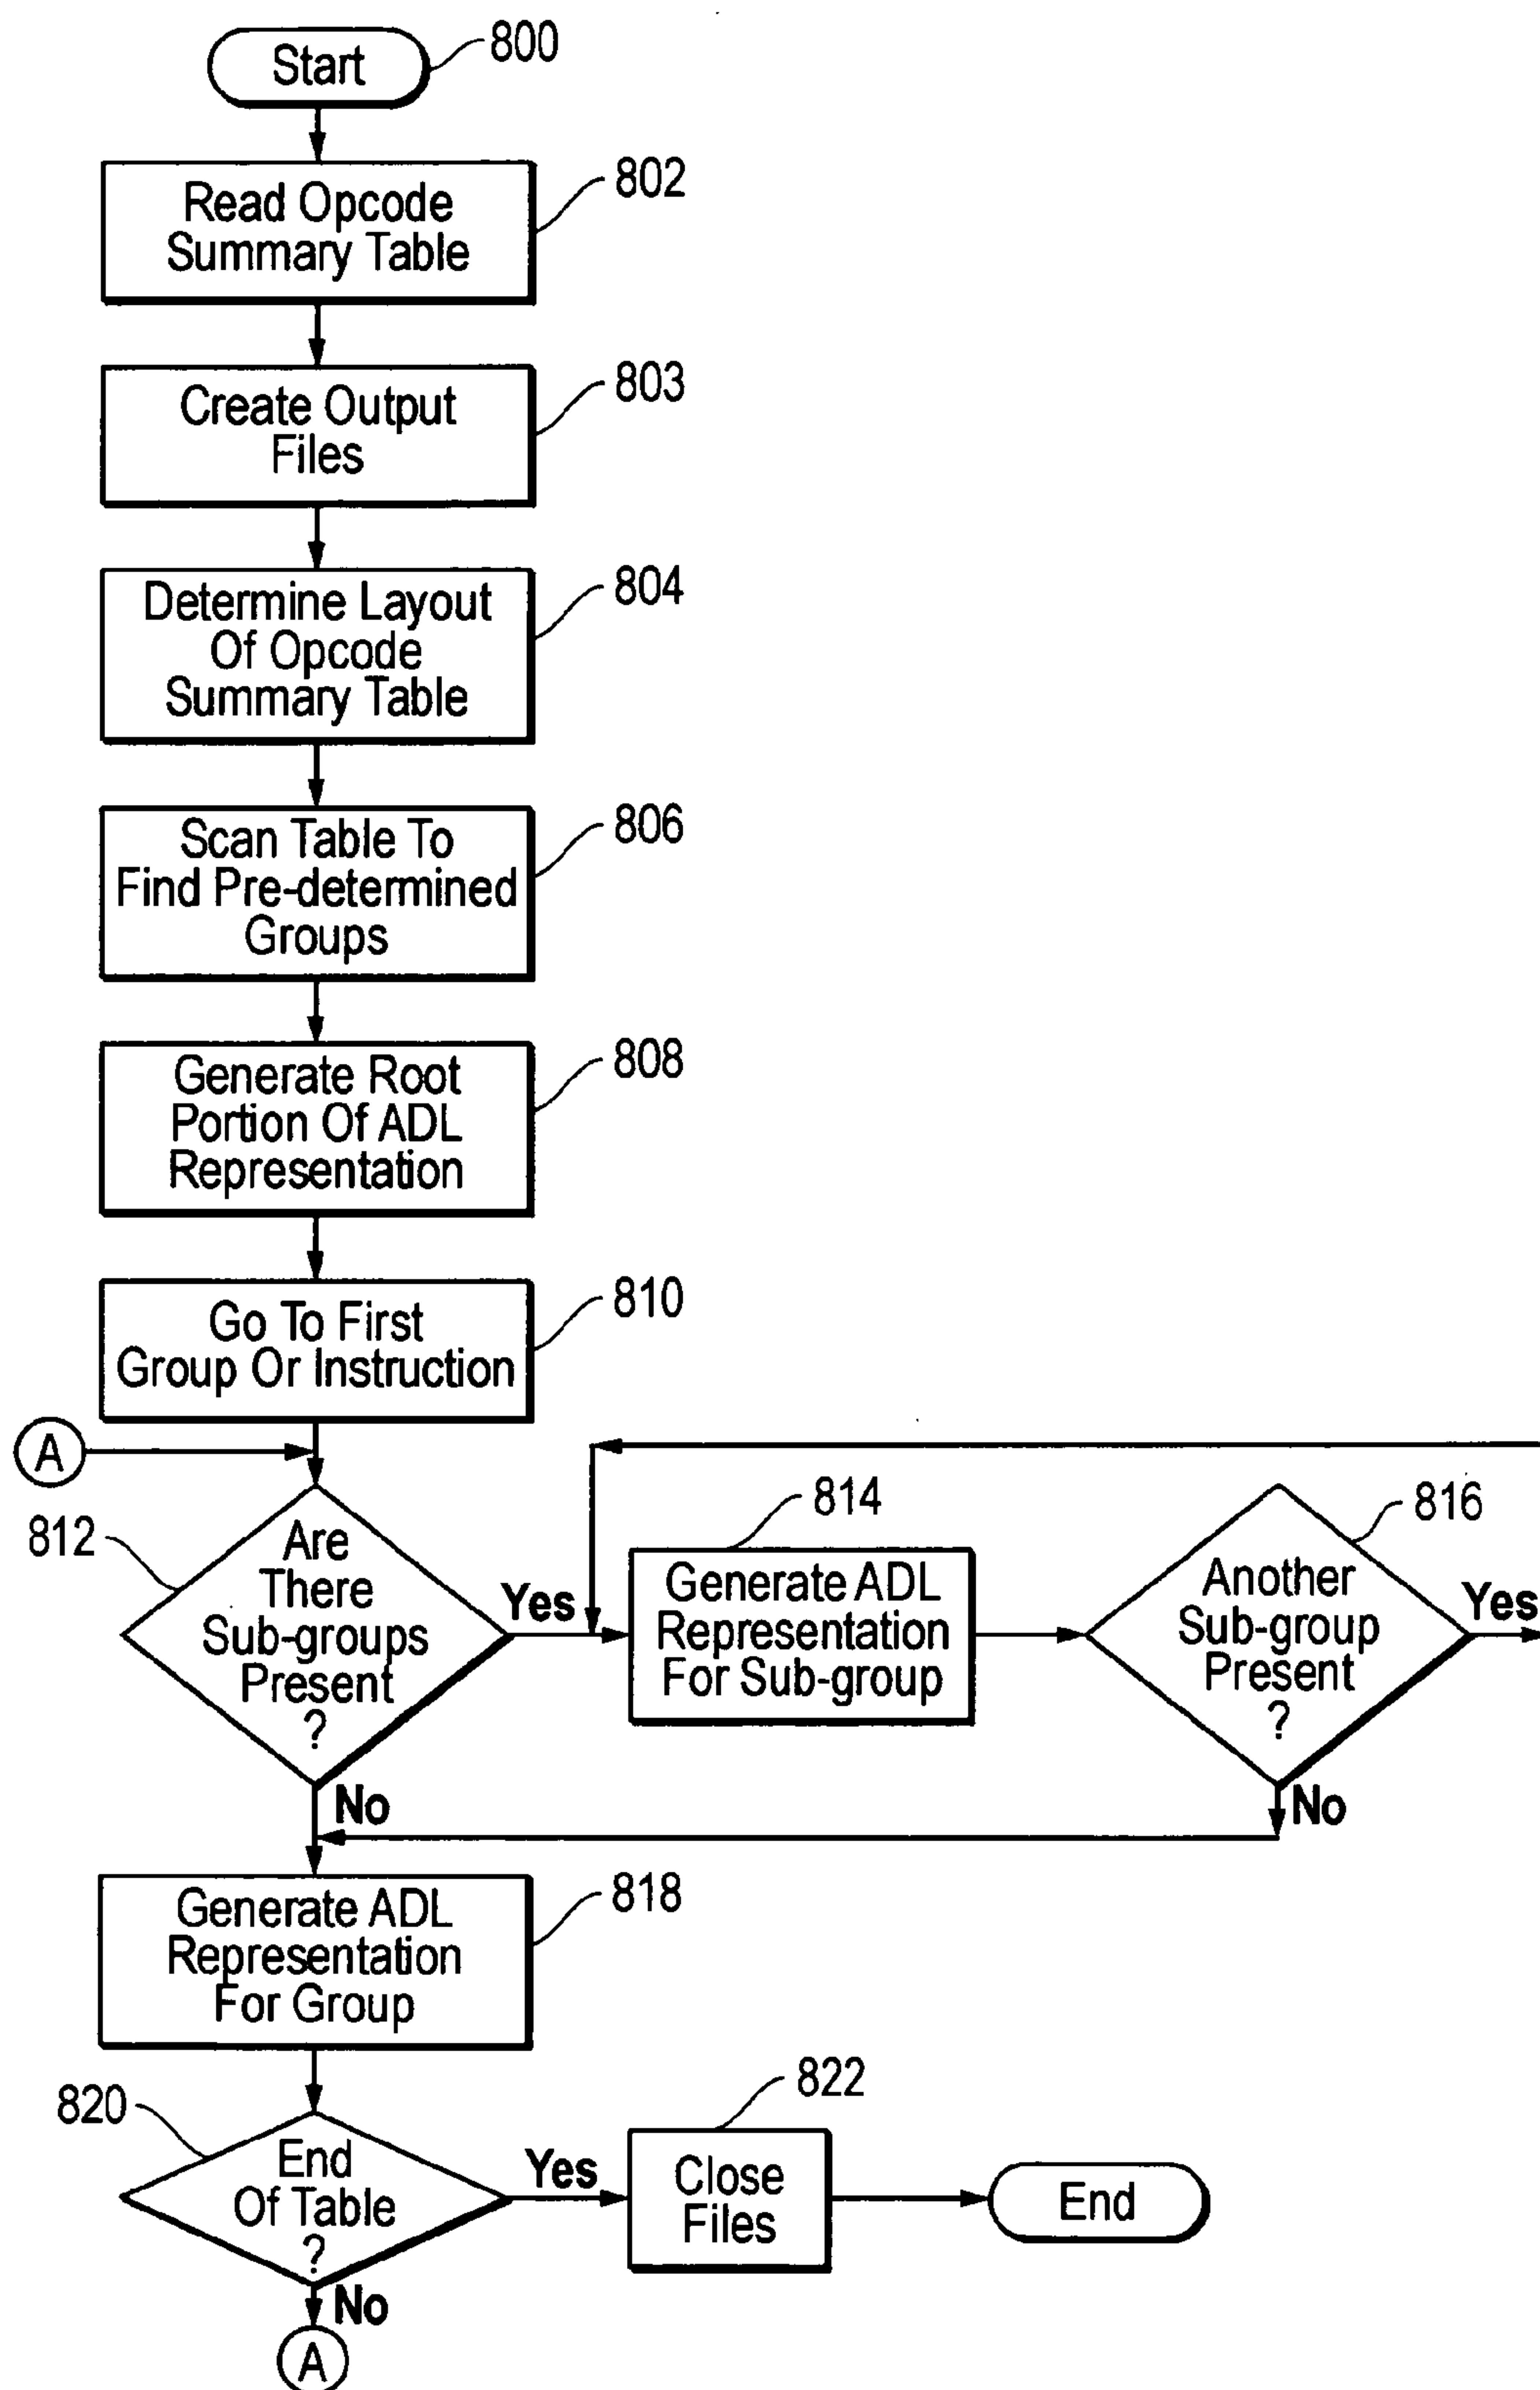 Start
800
Read Opcode
Summary Table
802
Create Output
Files
803
Determine Layout
Of Opcode
Summary Table
804
Scan Table To
Find Pre-determined
Groups
806
Generate Root
Portion Of ADL
Representation
808
Go To First
Group Or Instruction
810
A
812
Are
There
Sub-groups
Present
?
Yes
No
814
Generate ADL
Representation
For Sub-group
816
Another
Sub-group
Present
?
Yes
No
Generate ADL
Representation
For Group
818
820
End
Of Table
?
Yes
No
822
Close
Files
End
A